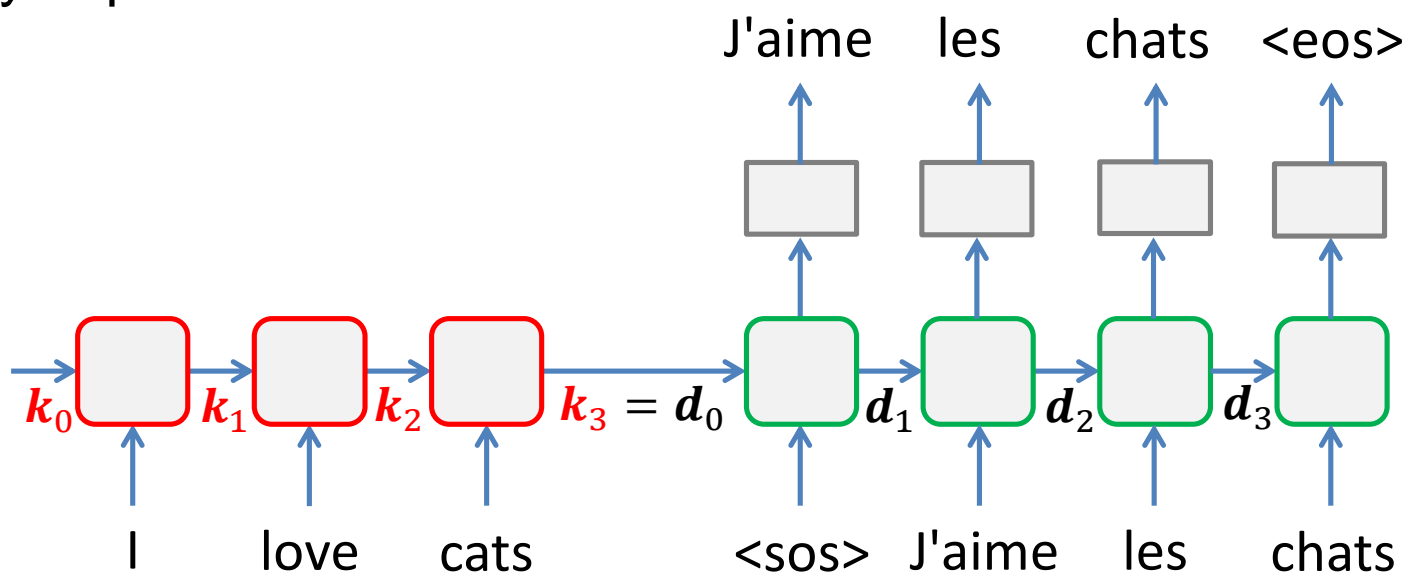 J'aime les chats <eos>
k₀ k₁ k₂ k₃ = d₀ d₁ d₂ d₃
I love cats <sos> J'aime les chats